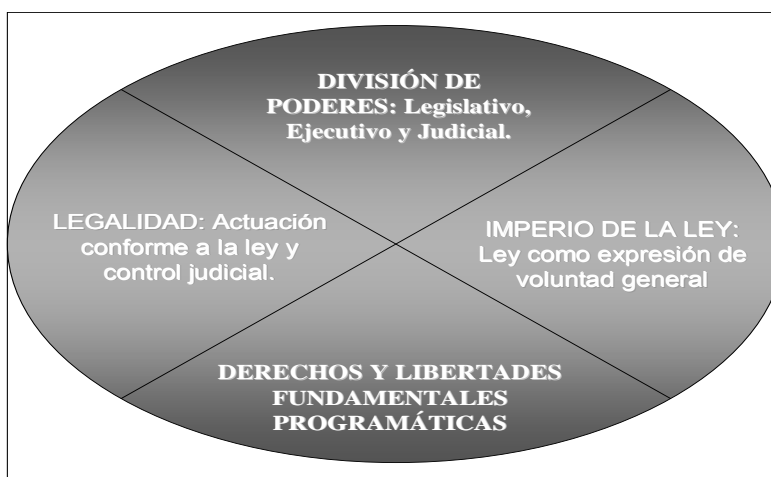 DIVISIÓN DE
PODERES: Legislativo,
Ejecutivo y Judicial.
LEGALIDAD: Actuación
conforme a la ley y
control judicial.
IMPERIO DE LA LEY:
Ley como expresión de
voluntad general
DERECHOS Y LIBERTADES
FUNDAMENTALES
PROGRAMÁTICAS